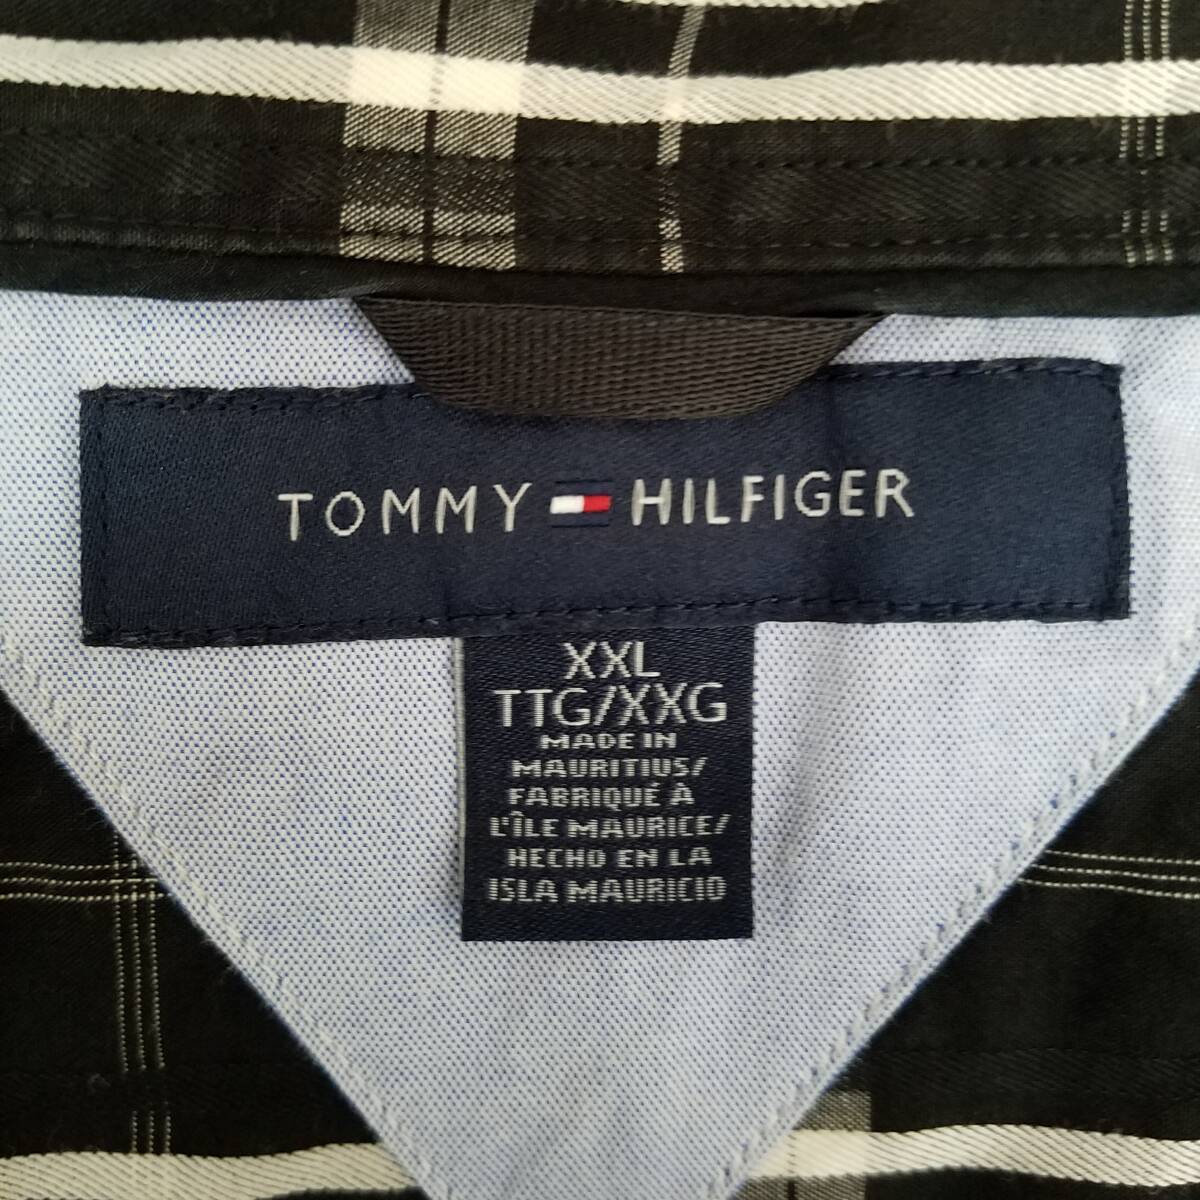 TOMMY HILFIGER
XXL
TTG/XXG
MADE IN
MAURITIUS/
FABRIQUÉ À
L'ÎLE MAURICE/
HECHO EN LA
ISLA MAURICIO